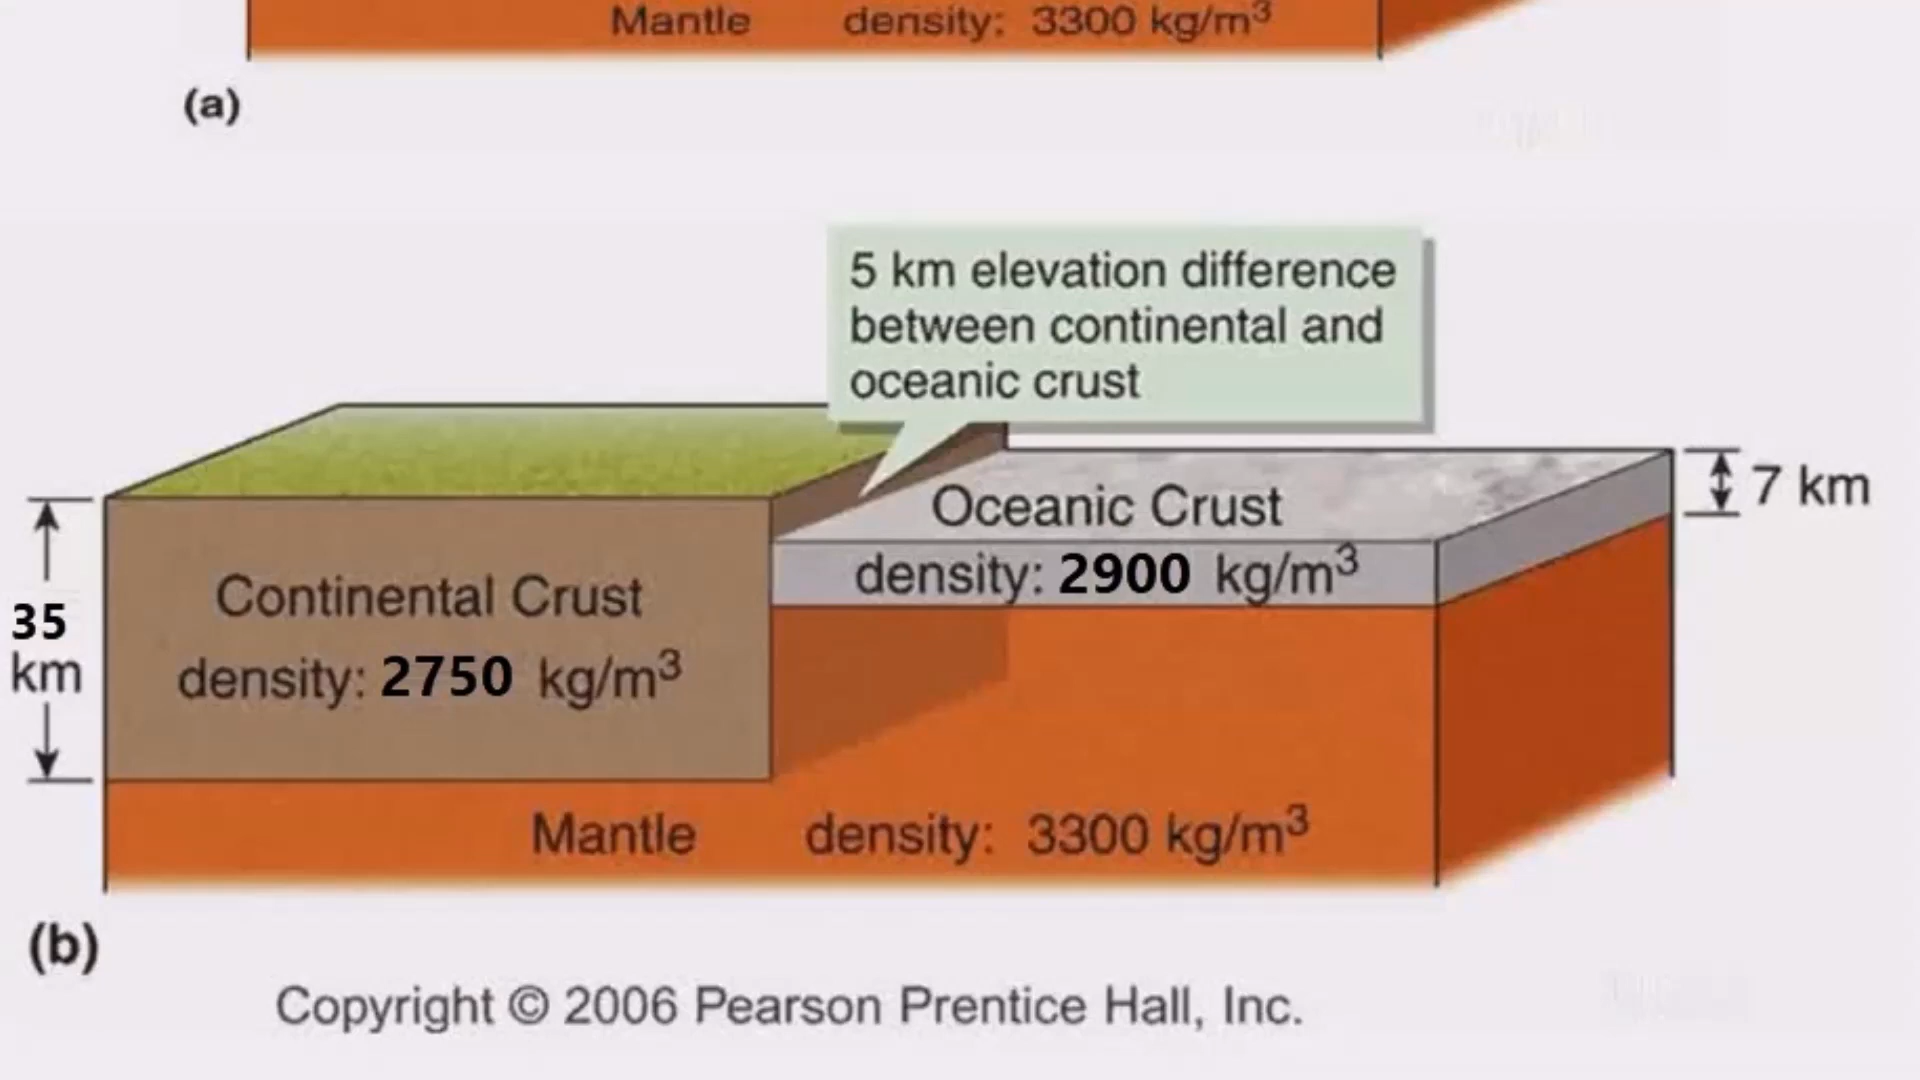 Mantle density: 3300 kg/m³
(a)
5 km elevation difference
between continental and
oceanic crust
7 km
Oceanic Crust
density: 2900 kg/m³
35
km
Continental Crust
density: 2750 kg/m³
Mantle density: 3300 kg/m³
(b)
Copyright © 2006 Pearson Prentice Hall, Inc.